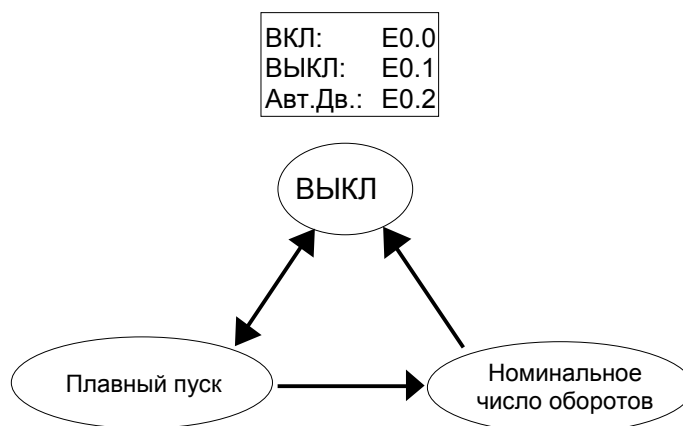 ВКЛ: E0.0
ВЫКЛ: E0.1
Авт.Дв.: E0.2
ВЫКЛ
Плавный пуск
Номинальное
число оборотов